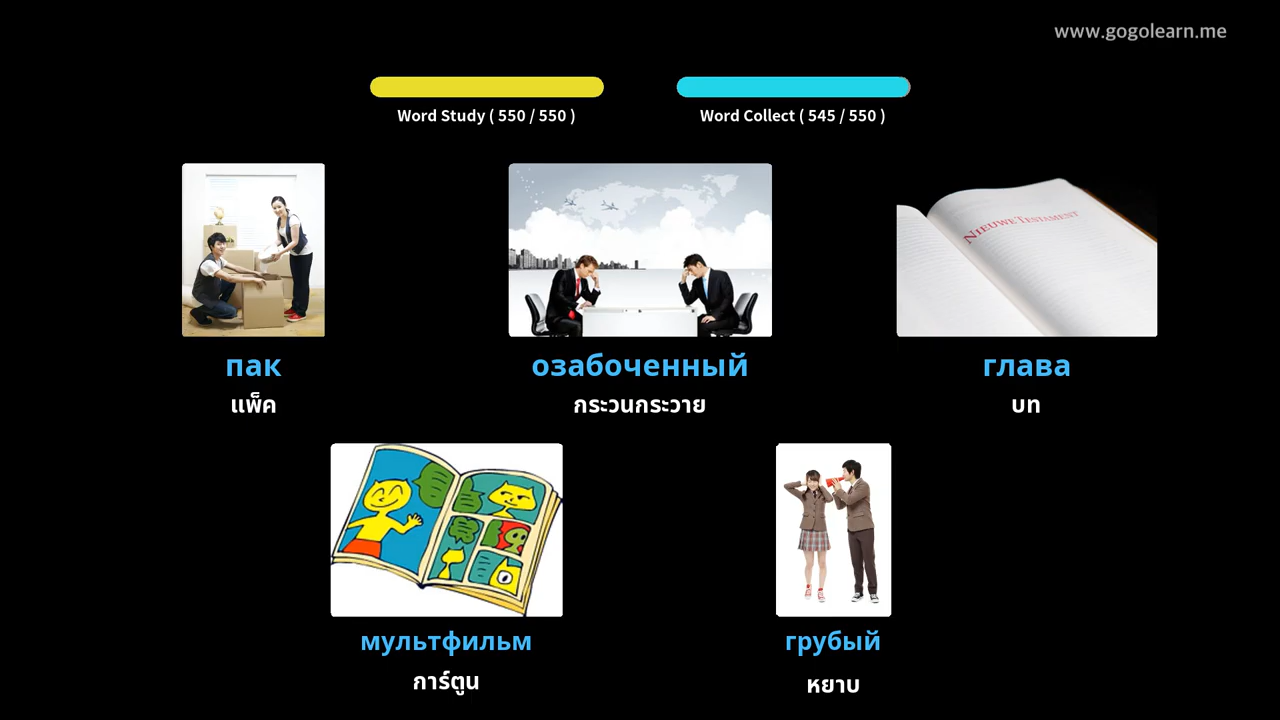 www.gogolearn.me
Word Study ( 550 / 550 )
Word Collect ( 545 / 550 )
NIEUWE TESTAMENT
пак
озабоченный
глава
แพ็ค
กระวนกระวาย
บท
мультфильм
грубый
การ์ตูน
หยาบ